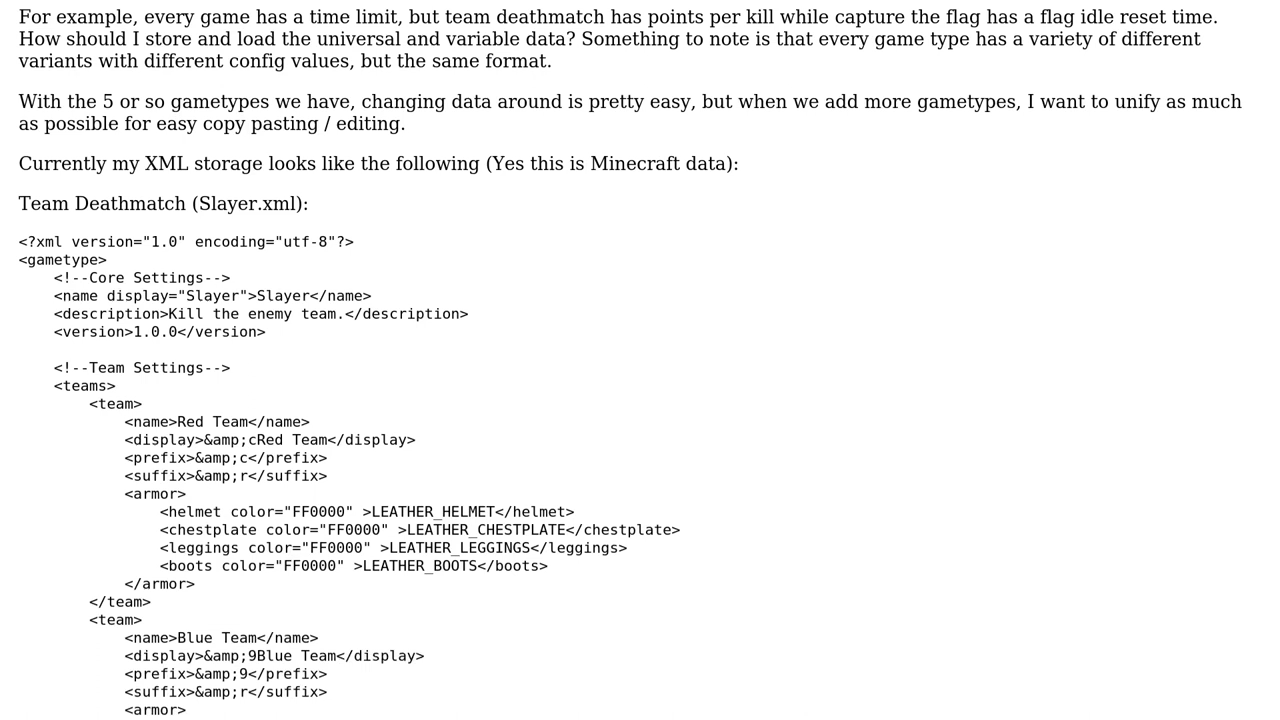 For example, every game has a time limit, but team deathmatch has points per kill while capture the flag has a flag idle reset time.
How should I store and load the universal and variable data? Something to note is that every game type has a variety of different
variants with different config values, but the same format.
With the 5 or so gametypes we have, changing data around is pretty easy, but when we add more gametypes, I want to unify as much
as possible for easy copy pasting / editing.
Currently my XML storage looks like the following (Yes this is Minecraft data):
Team Deathmatch (Slayer.xml):
<?xml version="1.0" encoding="utf-8"?>
<gametype>
    <!--Core Settings-->
    <name display="Slayer">Slayer</name>
    <description>Kill the enemy team.</description>
    <version>1.0.0</version>

    <!--Team Settings-->
    <teams>
        <team>
            <name>Red Team</name>
            <display>&amp;cRed Team</display>
            <prefix>&amp;c</prefix>
            <suffix>&amp;r</suffix>
            <armor>
                <helmet color="FF0000" >LEATHER_HELMET</helmet>
                <chestplate color="FF0000" >LEATHER_CHESTPLATE</chestplate>
                <leggings color="FF0000" >LEATHER_LEGGINGS</leggings>
                <boots color="FF0000" >LEATHER_BOOTS</boots>
            </armor>
        </team>
        <team>
            <name>Blue Team</name>
            <display>&amp;9Blue Team</display>
            <prefix>&amp;9</prefix>
            <suffix>&amp;r</suffix>
            <armor>